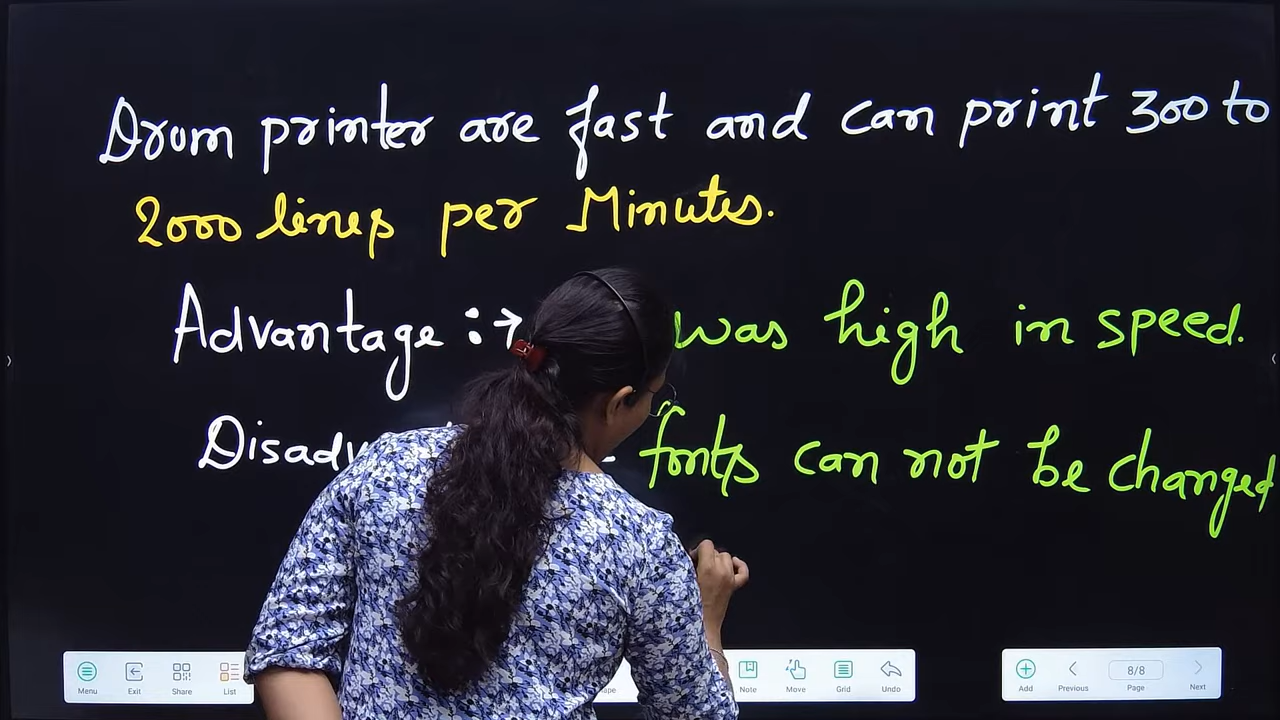 Drum printer are fast and can print 300 to
2000 lines per Minutes.
Advantage :→ was high in speed.
fonts can not be changed
Menu Exit Share List Note Move Grid Undo Add Previous 8/8 Page Next